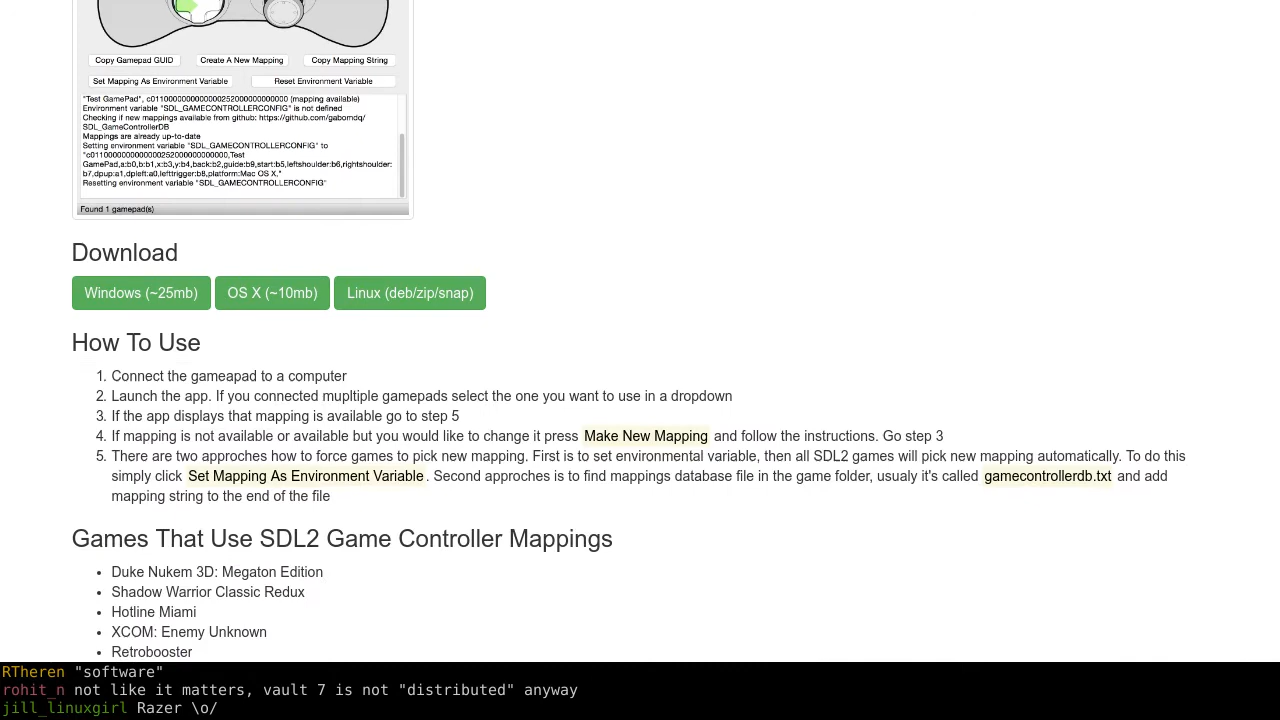 Copy Gamepad GUID Create A New Mapping Copy Mapping String
Set Mapping As Environment Variable Reset Environment Variable
"Test GamePad", c0110000000000000252000000000000 (mapping available)
Environment variable "SDL_GAMECONTROLLERCONFIG" is not defined
Checking if new mappings available from github: https://github.com/gabomdq/
SDL_GameControllerDB
Mappings are already up-to-date
Setting environment variable "SDL_GAMECONTROLLERCONFIG" to
"c0110000000000000252000000000000,Test
GamePad,a:b0,b:b1,x:b3,y:b4,back:b2,guide:b9,start:b5,leftshoulder:b6,rightshoulder:
b7,dpup:a1,dpleft:a0,lefttrigger:b8,platform:Mac OS X,"
Resetting environment variable "SDL_GAMECONTROLLERCONFIG"
Found 1 gamepad(s)
Download
Windows (~25mb) OS X (~10mb) Linux (deb/zip/snap)
How To Use
1. Connect the gameapad to a computer
2. Launch the app. If you connected mupltiple gamepads select the one you want to use in a dropdown
3. If the app displays that mapping is available go to step 5
4. If mapping is not available or available but you would like to change it press Make New Mapping and follow the instructions. Go step 3
5. There are two approches how to force games to pick new mapping. First is to set environmental variable, then all SDL2 games will pick new mapping automatically. To do this
simply click Set Mapping As Environment Variable. Second approches is to find mappings database file in the game folder, usualy it's called gamecontrollerdb.txt and add
mapping string to the end of the file
Games That Use SDL2 Game Controller Mappings
• Duke Nukem 3D: Megaton Edition
• Shadow Warrior Classic Redux
• Hotline Miami
• XCOM: Enemy Unknown
• Retrobooster
RTheren "software"
rohit_n not like it matters, vault 7 is not "distributed" anyway
jill_linuxgirl Razer \o/